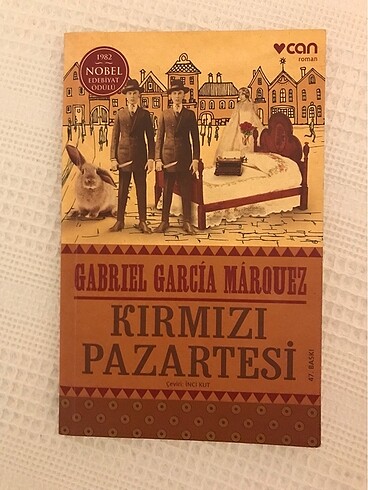 1982
NOBEL
EDEBİYAT
ÖDÜLÜ
can
roman
GABRIEL GARCÍA MÁRQUEZ
KIRMIZI
PAZARTESİ
Çeviri: İNCİ KUT
47. BASKI